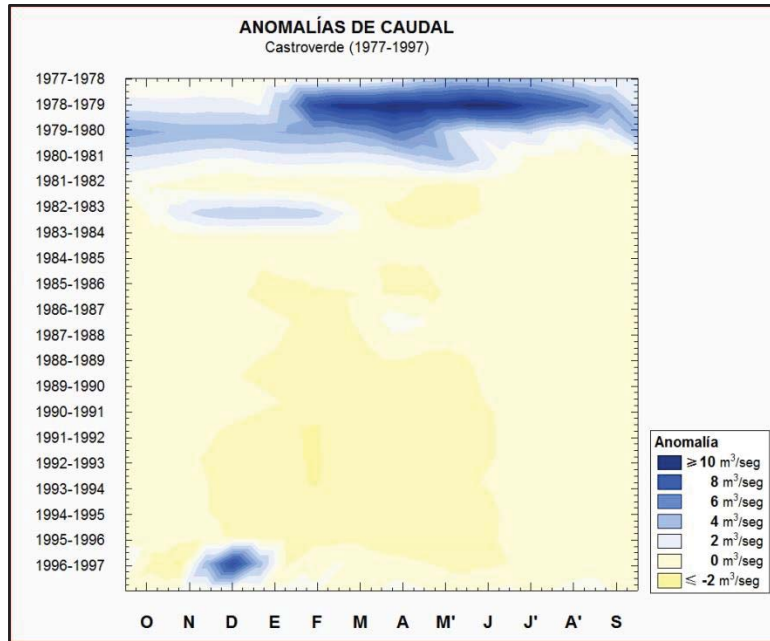 ANOMALÍAS DE CAUDAL
Castroverde (1977-1997)
1977-1978
1978-1979
1979-1980
1980-1981
1981-1982
1982-1983
1983-1984
1984-1985
1985-1986
1986-1987
1987-1988
1988-1989
1989-1990
1990-1991
1991-1992
1992-1993
1993-1994
1994-1995
1995-1996
1996-1997
O N D E F M A M' J J' A' S
Anomalía
⩾ 10 m³/seg
8 m³/seg
6 m³/seg
4 m³/seg
2 m³/seg
0 m³/seg
⩽ -2 m³/seg